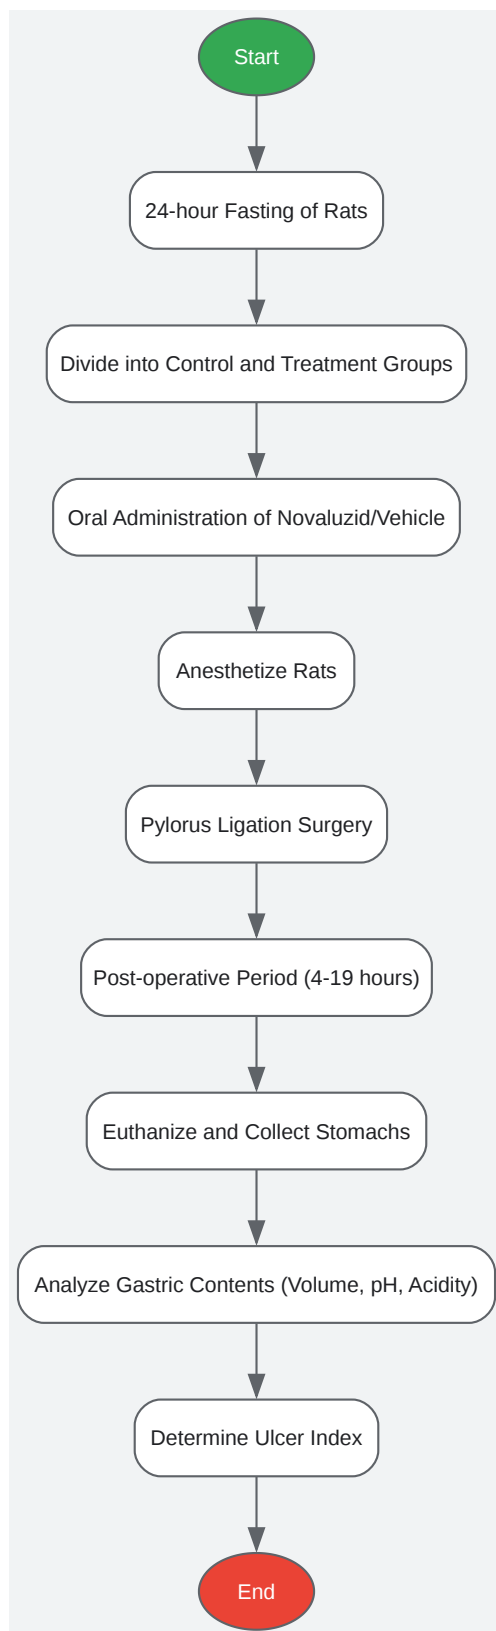 Start
24-hour Fasting of Rats
Divide into Control and Treatment Groups
Oral Administration of Novaluzid/Vehicle
Anesthetize Rats
Pylorus Ligation Surgery
Post-operative Period (4-19 hours)
Euthanize and Collect Stomachs
Analyze Gastric Contents (Volume, pH, Acidity)
Determine Ulcer Index
End